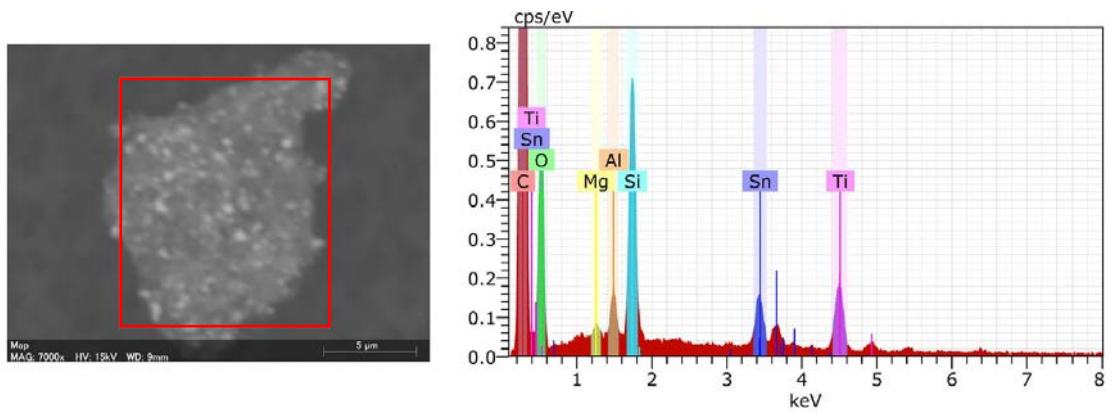 Map
MAG: 7000x HV: 15kV WD: 9mm
5 µm
cps/eV
0.8
0.7
0.6
0.5
0.4
0.3
0.2
0.1
0.0
Ti
Sn
O
C
Mg
Al
Si
Sn
Ti
1 2 3 4 5 6 7 8
keV